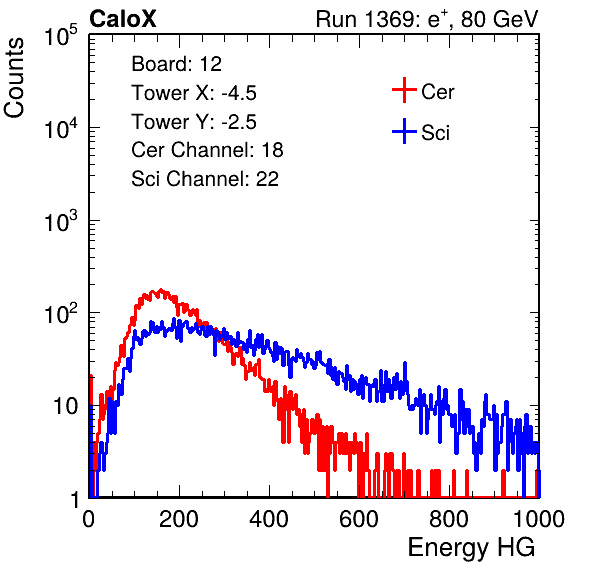 CaloX Run 1369: e⁺, 80 GeV
Counts
10⁵
10⁴
10³
10²
10
1
Board: 12
Tower X: -4.5
Tower Y: -2.5
Cer Channel: 18
Sci Channel: 22
Cer
Sci
0 200 400 600 800 1000
Energy HG